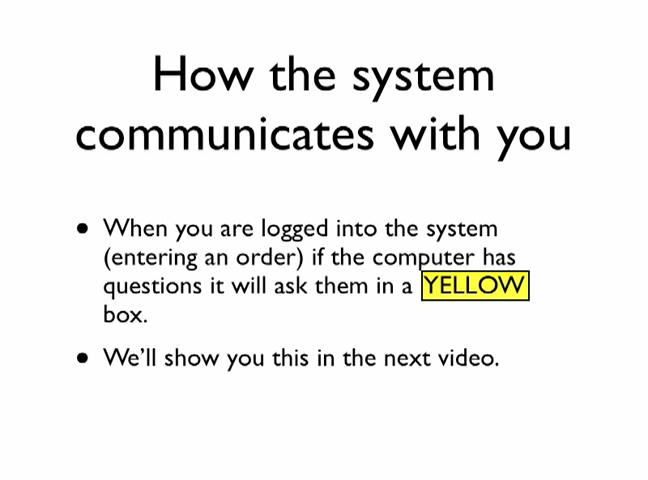 How the system
communicates with you
• When you are logged into the system
(entering an order) if the computer has
questions it will ask them in a YELLOW
box.
• We'll show you this in the next video.